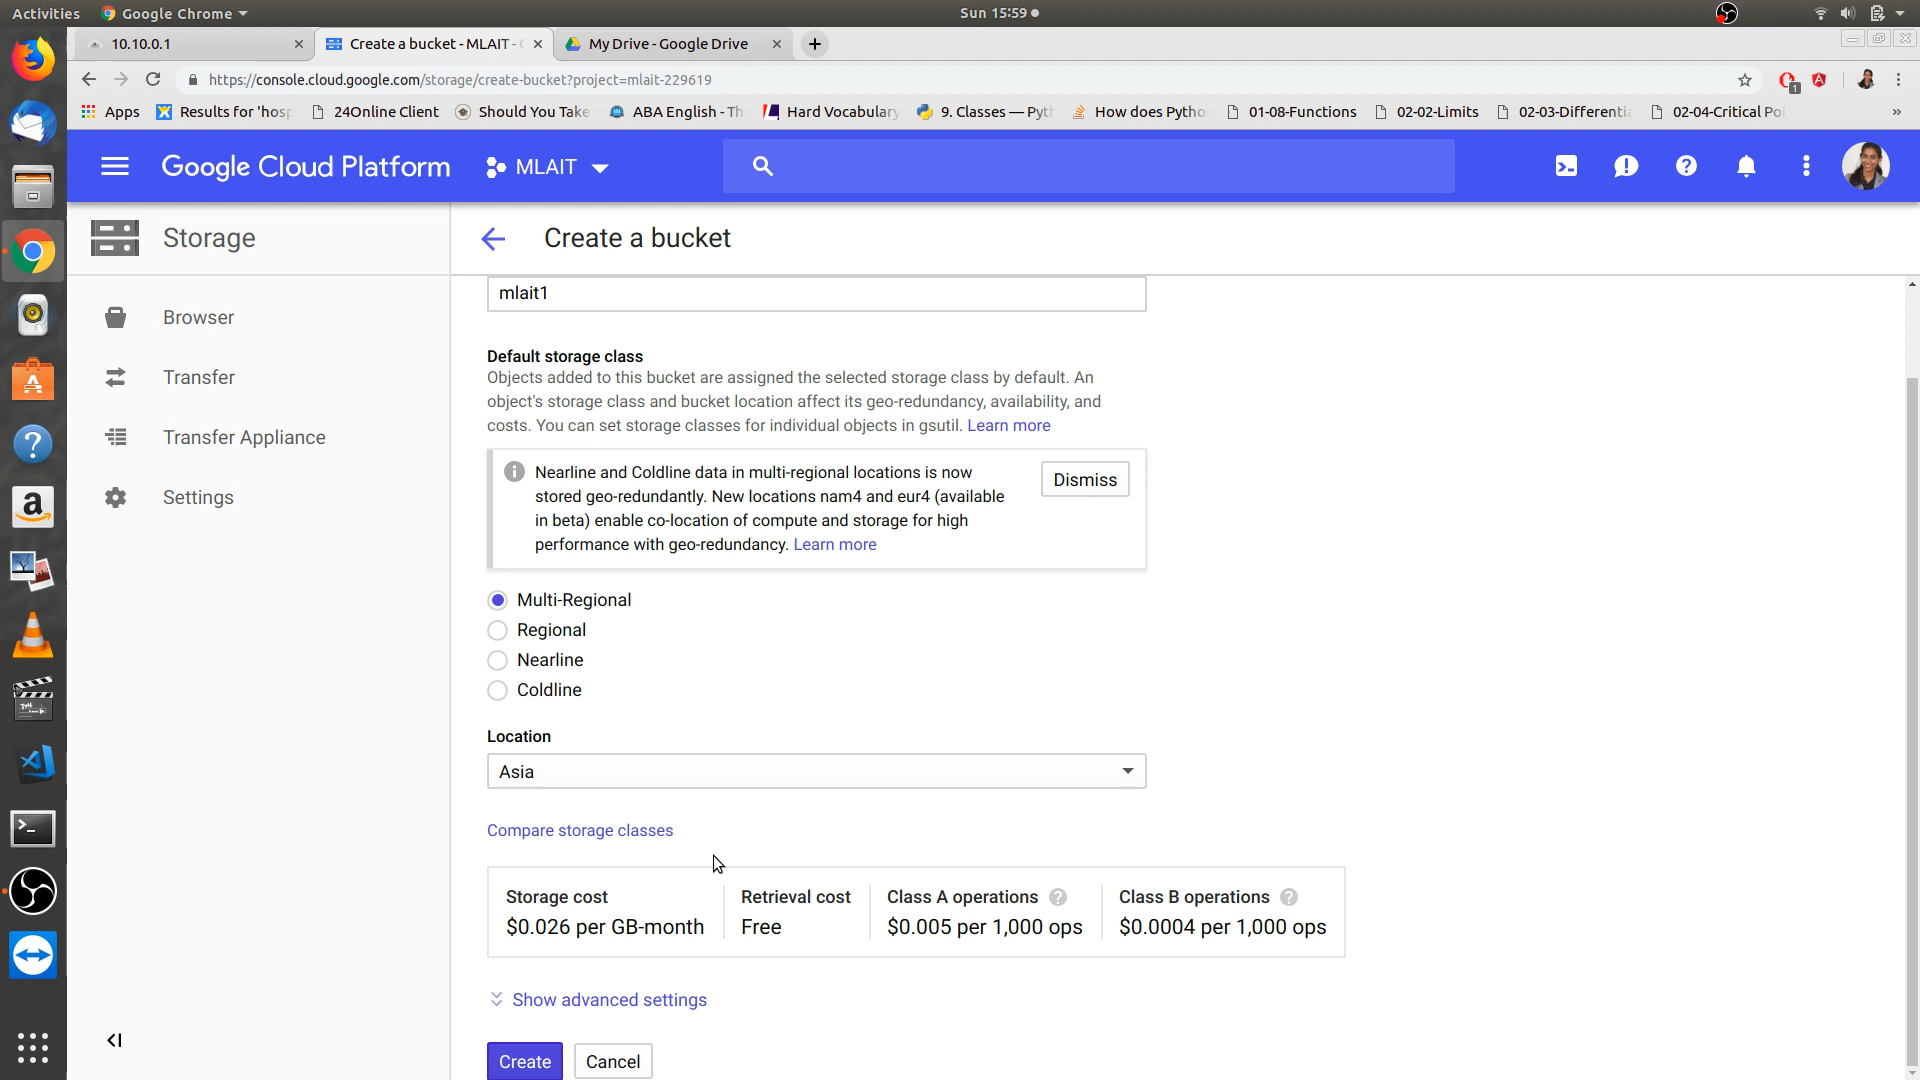 Activities Google Chrome Sun 15:59
10.10.0.1 Create a bucket - MLAIT - My Drive - Google Drive
https://console.cloud.google.com/storage/create-bucket?project=mlait-229619
Apps Results for 'hosp 24Online Client Should You Take ABA English - Th Hard Vocabulary 9. Classes — Pyt How does Pytho 01-08-Functions 02-02-Limits 02-03-Differentia 02-04-Critical Poi »
Google Cloud Platform MLAIT
Storage
Create a bucket
Browser
Transfer
Transfer Appliance
Settings
mlait1
Default storage class
Objects added to this bucket are assigned the selected storage class by default. An
object's storage class and bucket location affect its geo-redundancy, availability, and
costs. You can set storage classes for individual objects in gsutil. Learn more
Nearline and Coldline data in multi-regional locations is now
stored geo-redundantly. New locations nam4 and eur4 (available
in beta) enable co-location of compute and storage for high
performance with geo-redundancy. Learn more
Dismiss
Multi-Regional
Regional
Nearline
Coldline
Location
Asia
Compare storage classes
Storage cost Retrieval cost Class A operations Class B operations
$0.026 per GB-month Free $0.005 per 1,000 ops $0.0004 per 1,000 ops
Show advanced settings
Create Cancel